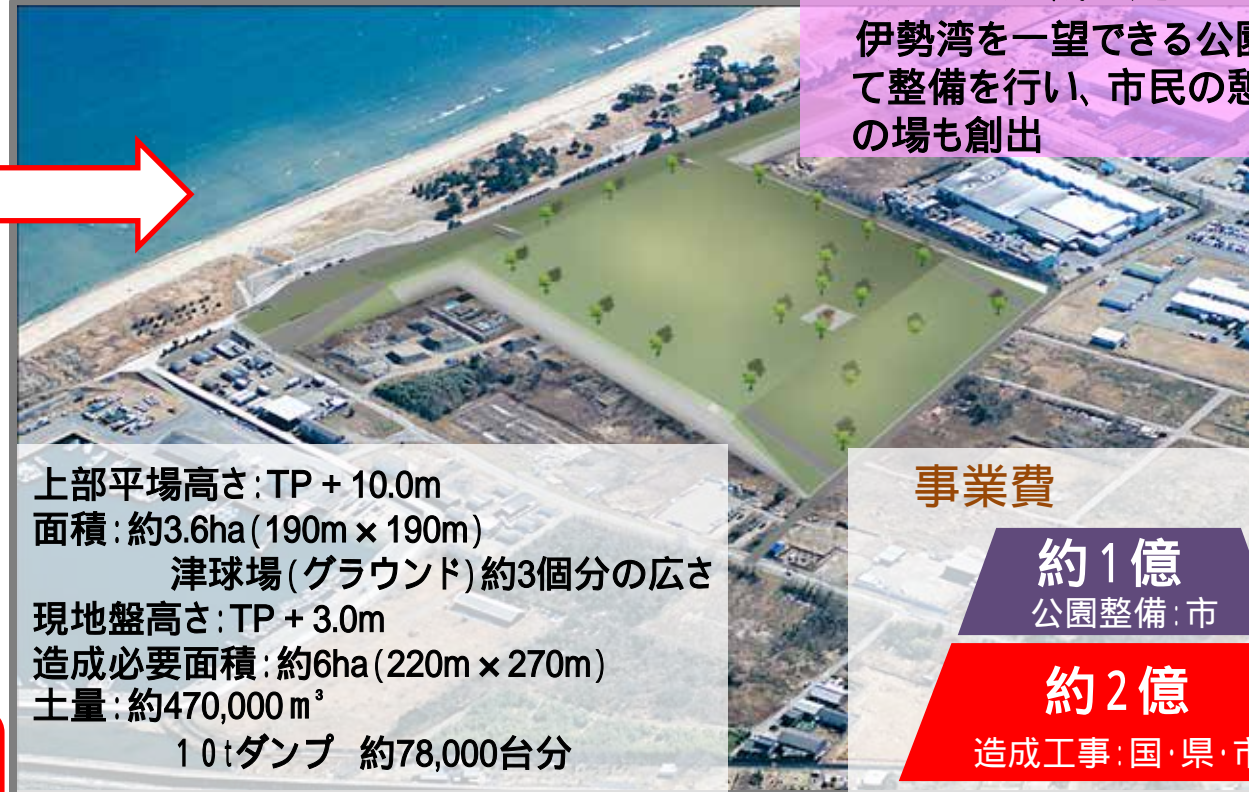 伊勢湾を一望できる公園
て整備を行い、市民の憩
の場も創出
上部平場高さ:TP + 10.0m
面積:約3.6ha(190m × 190m)
津球場(グラウンド)約3個分の広さ
現地盤高さ:TP + 3.0m
造成必要面積:約6ha(220m × 270m)
土量:約470,000㎥
10tダンプ 約78,000台分
事業費
約1億
公園整備:市
約2億
造成工事:国・県・市